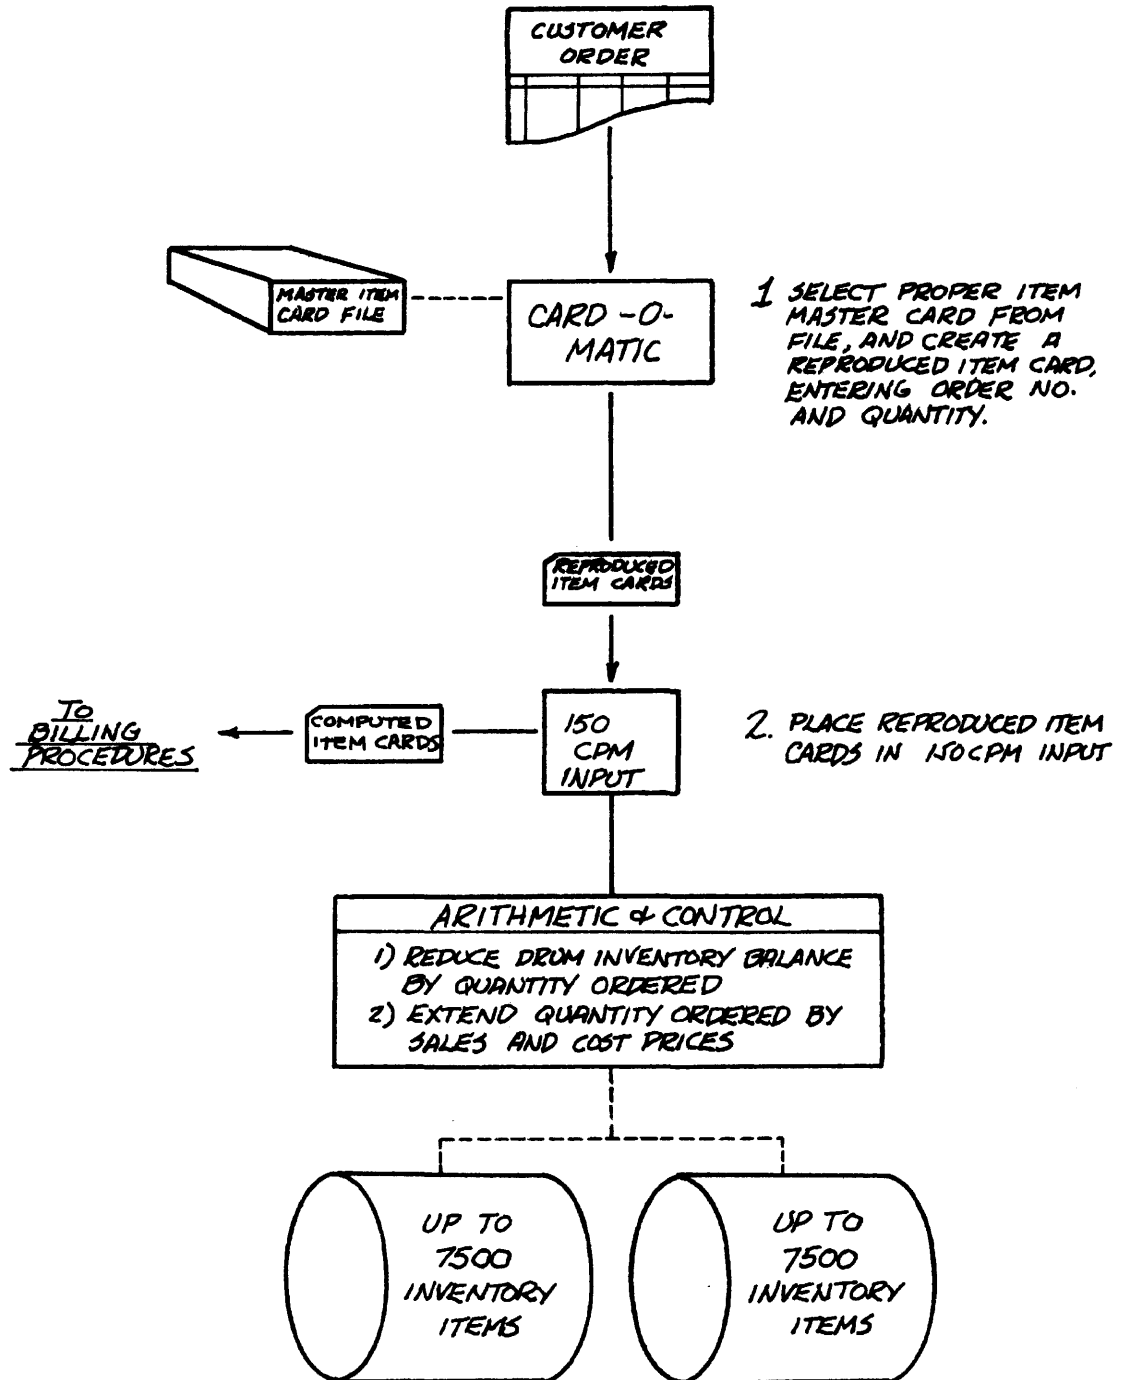 CUSTOMER
ORDER
MASTER ITEM
CARD FILE
CARD-O-
MATIC
1 SELECT PROPER ITEM
MASTER CARD FROM
FILE, AND CREATE A
REPRODUCED ITEM CARD,
ENTERING ORDER NO.
AND QUANTITY.
REPRODUCED
ITEM CARDS
TO
BILLING
PROCEDURES
COMPUTED
ITEM CARDS
150
CPM
INPUT
2. PLACE REPRODUCED ITEM
CARDS IN 150 CPM INPUT
ARITHMETIC & CONTROL
1) REDUCE DRUM INVENTORY BALANCE
BY QUANTITY ORDERED
2) EXTEND QUANTITY ORDERED BY
SALES AND COST PRICES
UP TO
7500
INVENTORY
ITEMS
UP TO
7500
INVENTORY
ITEMS